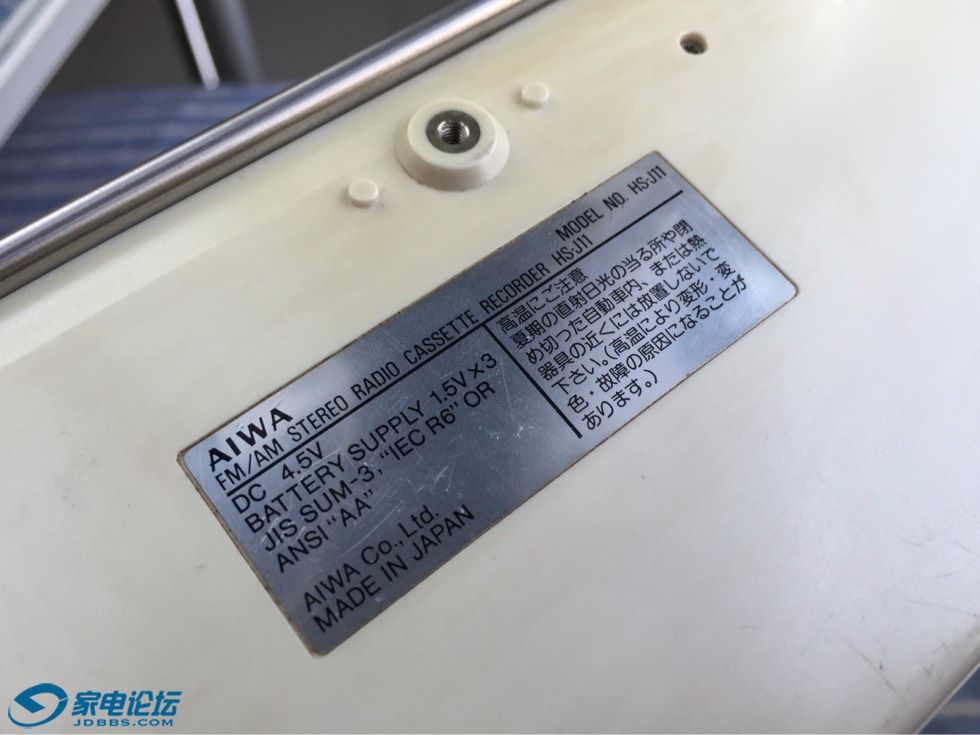 AIWA MODEL NO. HS-J11
FM/AM STEREO RADIO CASSETTE RECORDER HS-J11
DC 4.5V
BATTERY SUPPLY 1.5V×3
JIS SUM-3, "IEC R6" OR
ANSI "AA"
AIWA Co., Ltd.
MADE IN JAPAN
高温にご注意
夏期の直射日光の当る所や閉
め切った自動車内、または熱
器具の近くには放置しないで
下さい。(高温により変形・変
色・故障の原因になることが
あります。)
家电论坛
JDBBS.COM